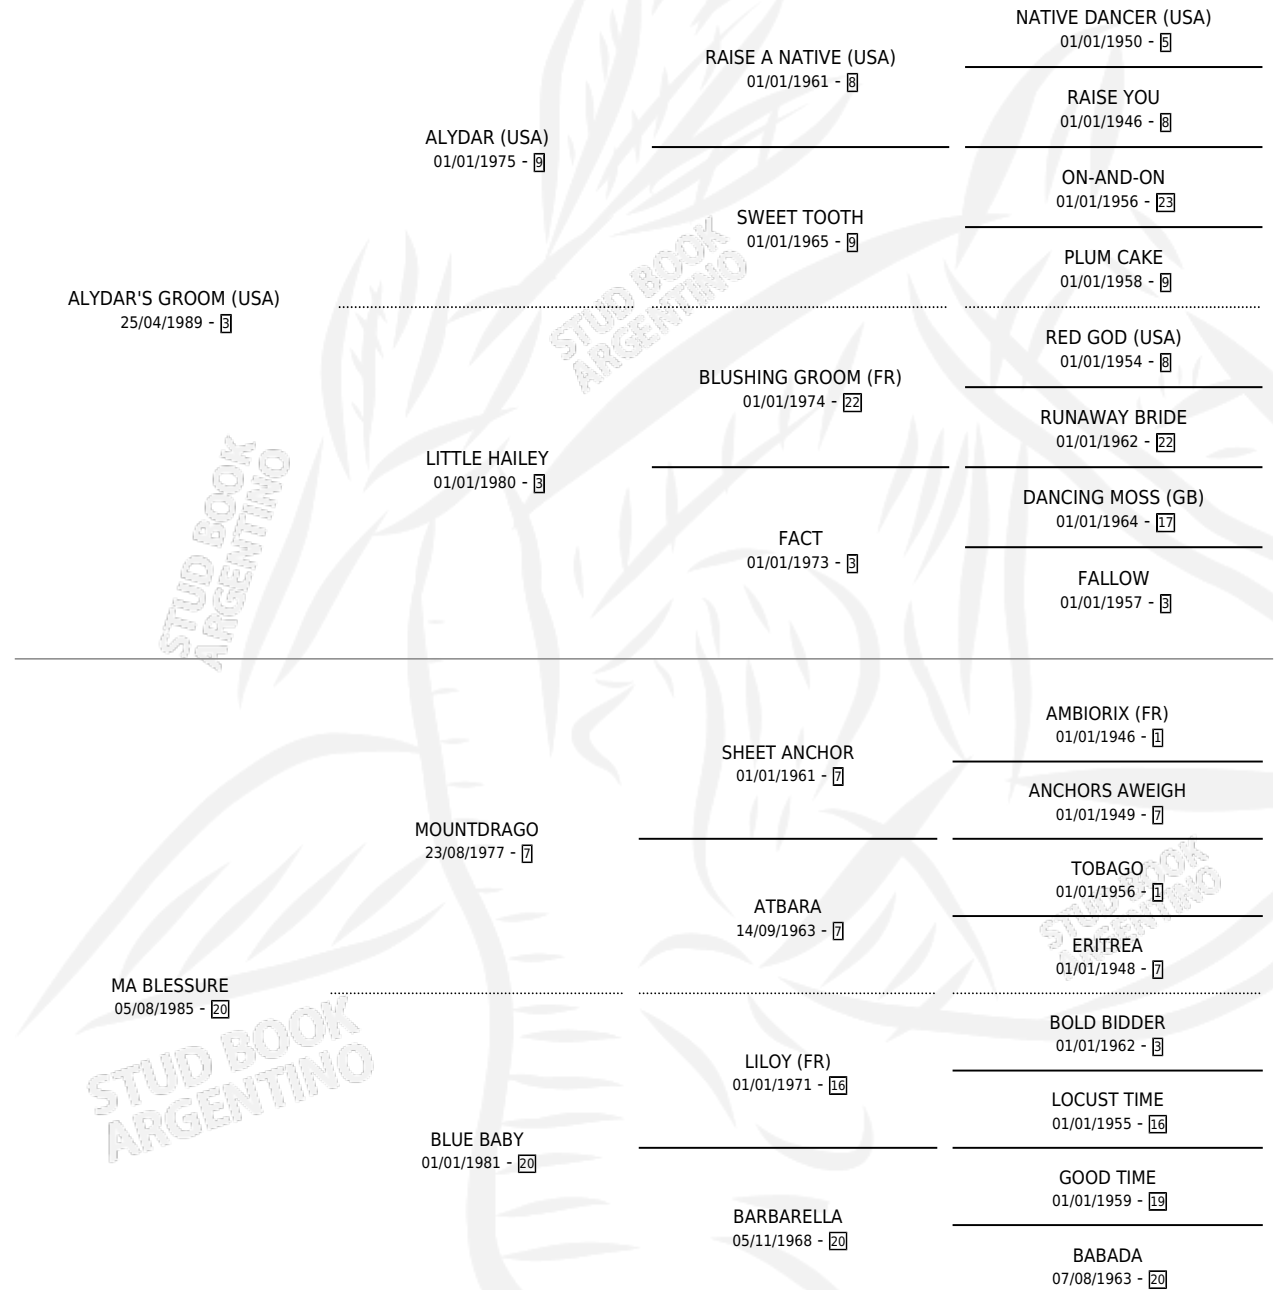 NATIVE DANCER (USA)
01/01/1950 - 5
RAISE A NATIVE (USA)
01/01/1961 - 8
RAISE YOU
01/01/1946 - 8
ALYDAR (USA)
01/01/1975 - 9
ON-AND-ON
01/01/1956 - 23
SWEET TOOTH
01/01/1965 - 9
PLUM CAKE
01/01/1958 - 9
ALYDAR'S GROOM (USA)
25/04/1989 - 3
STUD BOOK
ARGENTINO
RED GOD (USA)
01/01/1954 - 8
BLUSHING GROOM (FR)
01/01/1974 - 22
RUNAWAY BRIDE
01/01/1962 - 22
LITTLE HAILEY
01/01/1980 - 3
DANCING MOSS (GB)
01/01/1964 - 17
FACT
01/01/1973 - 3
FALLOW
01/01/1957 - 3
STUD BOOK
ARGENTINO
AMBIORIX (FR)
01/01/1946 - 1
SHEET ANCHOR
01/01/1961 - 7
ANCHORS AWEIGH
01/01/1949 - 7
MOUNTDRAGO
23/08/1977 - 7
TOBAGO
01/01/1956 - 1
ATBARA
14/09/1963 - 7
STUD BOOK
ARGENTINO
ERITREA
01/01/1948 - 7
MA BLESSURE
05/08/1985 - 20
BOLD BIDDER
01/01/1962 - 3
LILOY (FR)
01/01/1971 - 16
LOCUST TIME
01/01/1955 - 16
STUD BOOK
ARGENTINO
BLUE BABY
01/01/1981 - 20
GOOD TIME
01/01/1959 - 19
BARBARELLA
05/11/1968 - 20
BABADA
07/08/1963 - 20